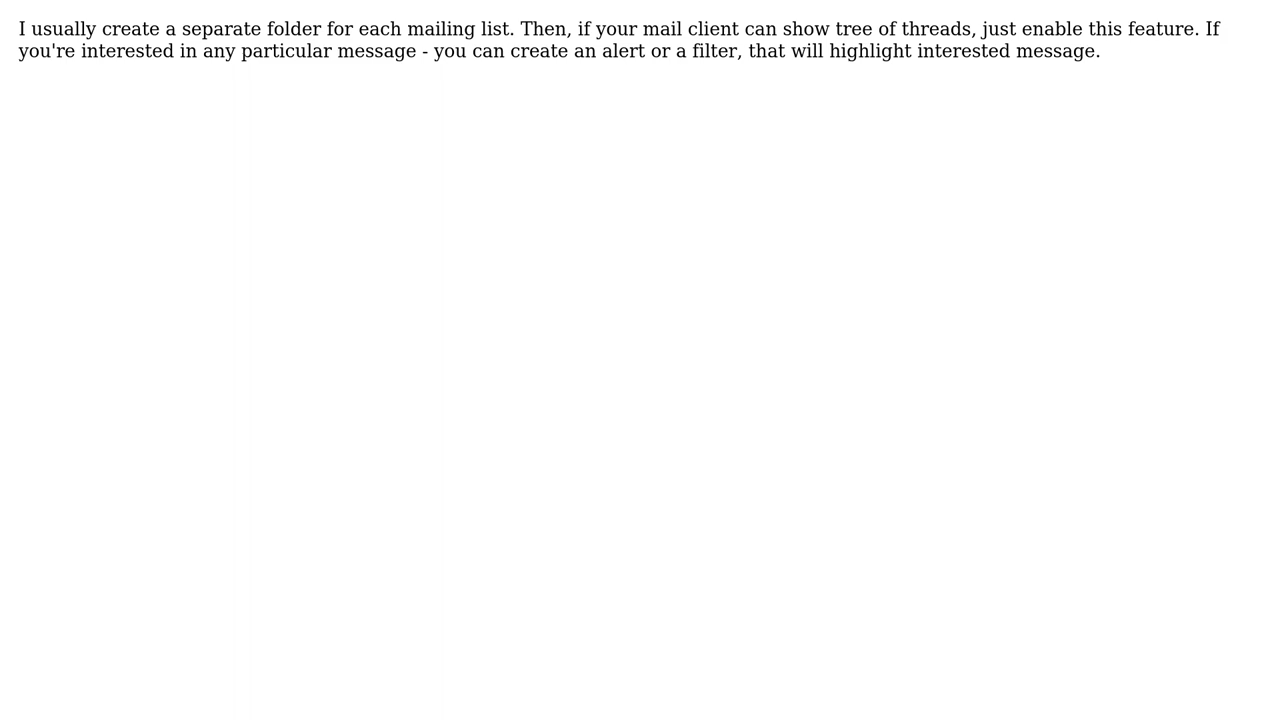 I usually create a separate folder for each mailing list. Then, if your mail client can show tree of threads, just enable this feature. If
you're interested in any particular message - you can create an alert or a filter, that will highlight interested message.